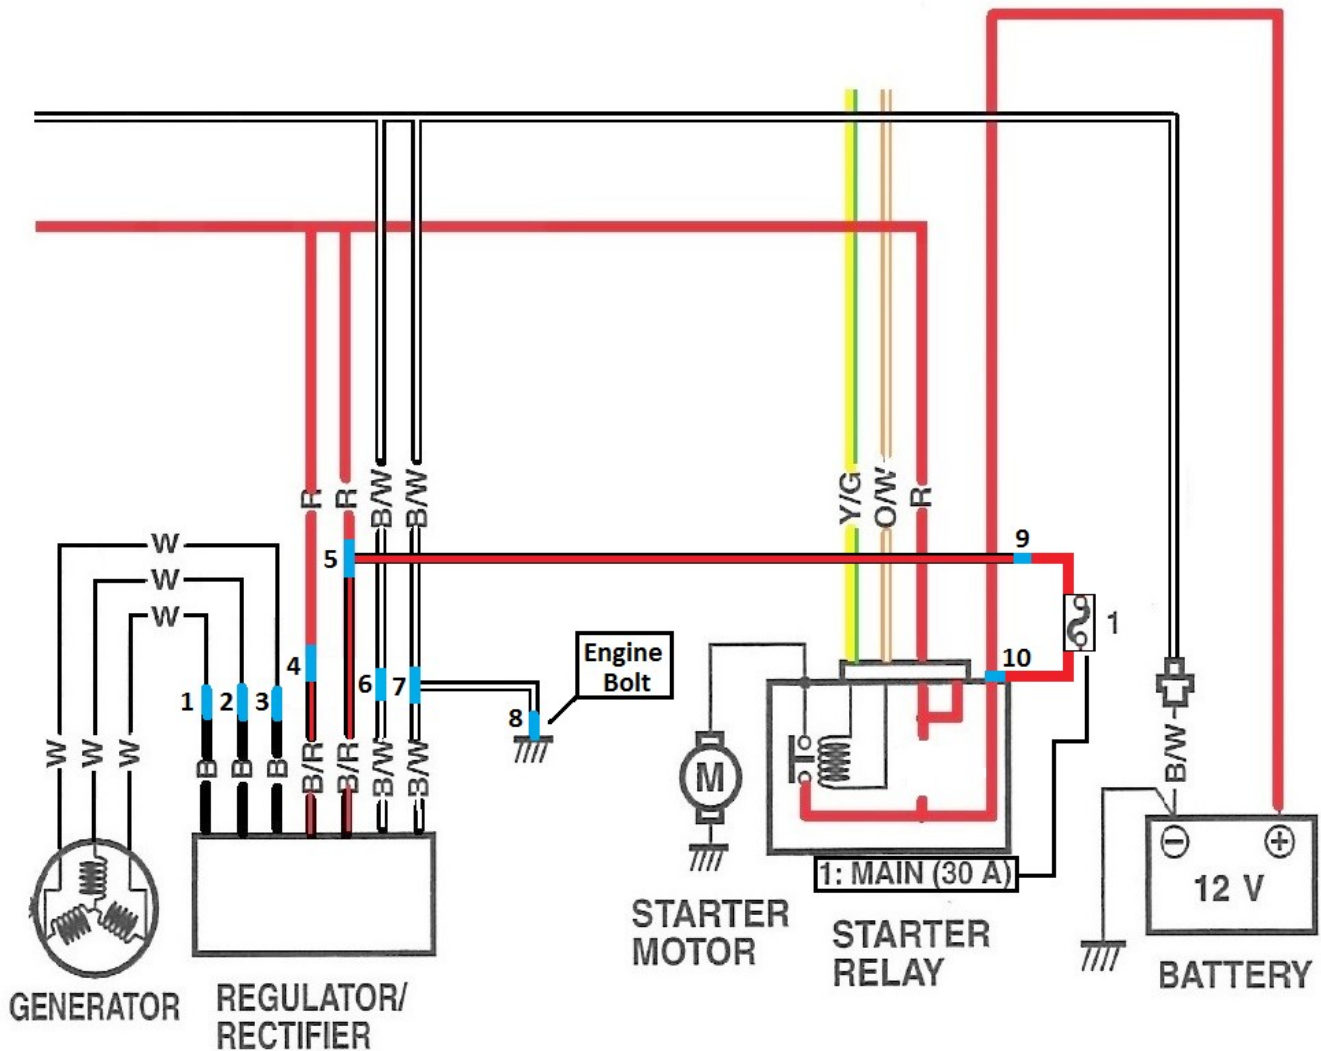 R
R
B/W
B/W
Y/G
O/W
R
W
W
W
5
9
1
4
10
Engine
Bolt
1
2
3
6
7
8
W
W
W
B
B
B
B/R
B/R
B/W
B/W
B/W
M
1: MAIN (30 A)
12 V
STARTER
MOTOR
STARTER
RELAY
BATTERY
GENERATOR
REGULATOR/
RECTIFIER